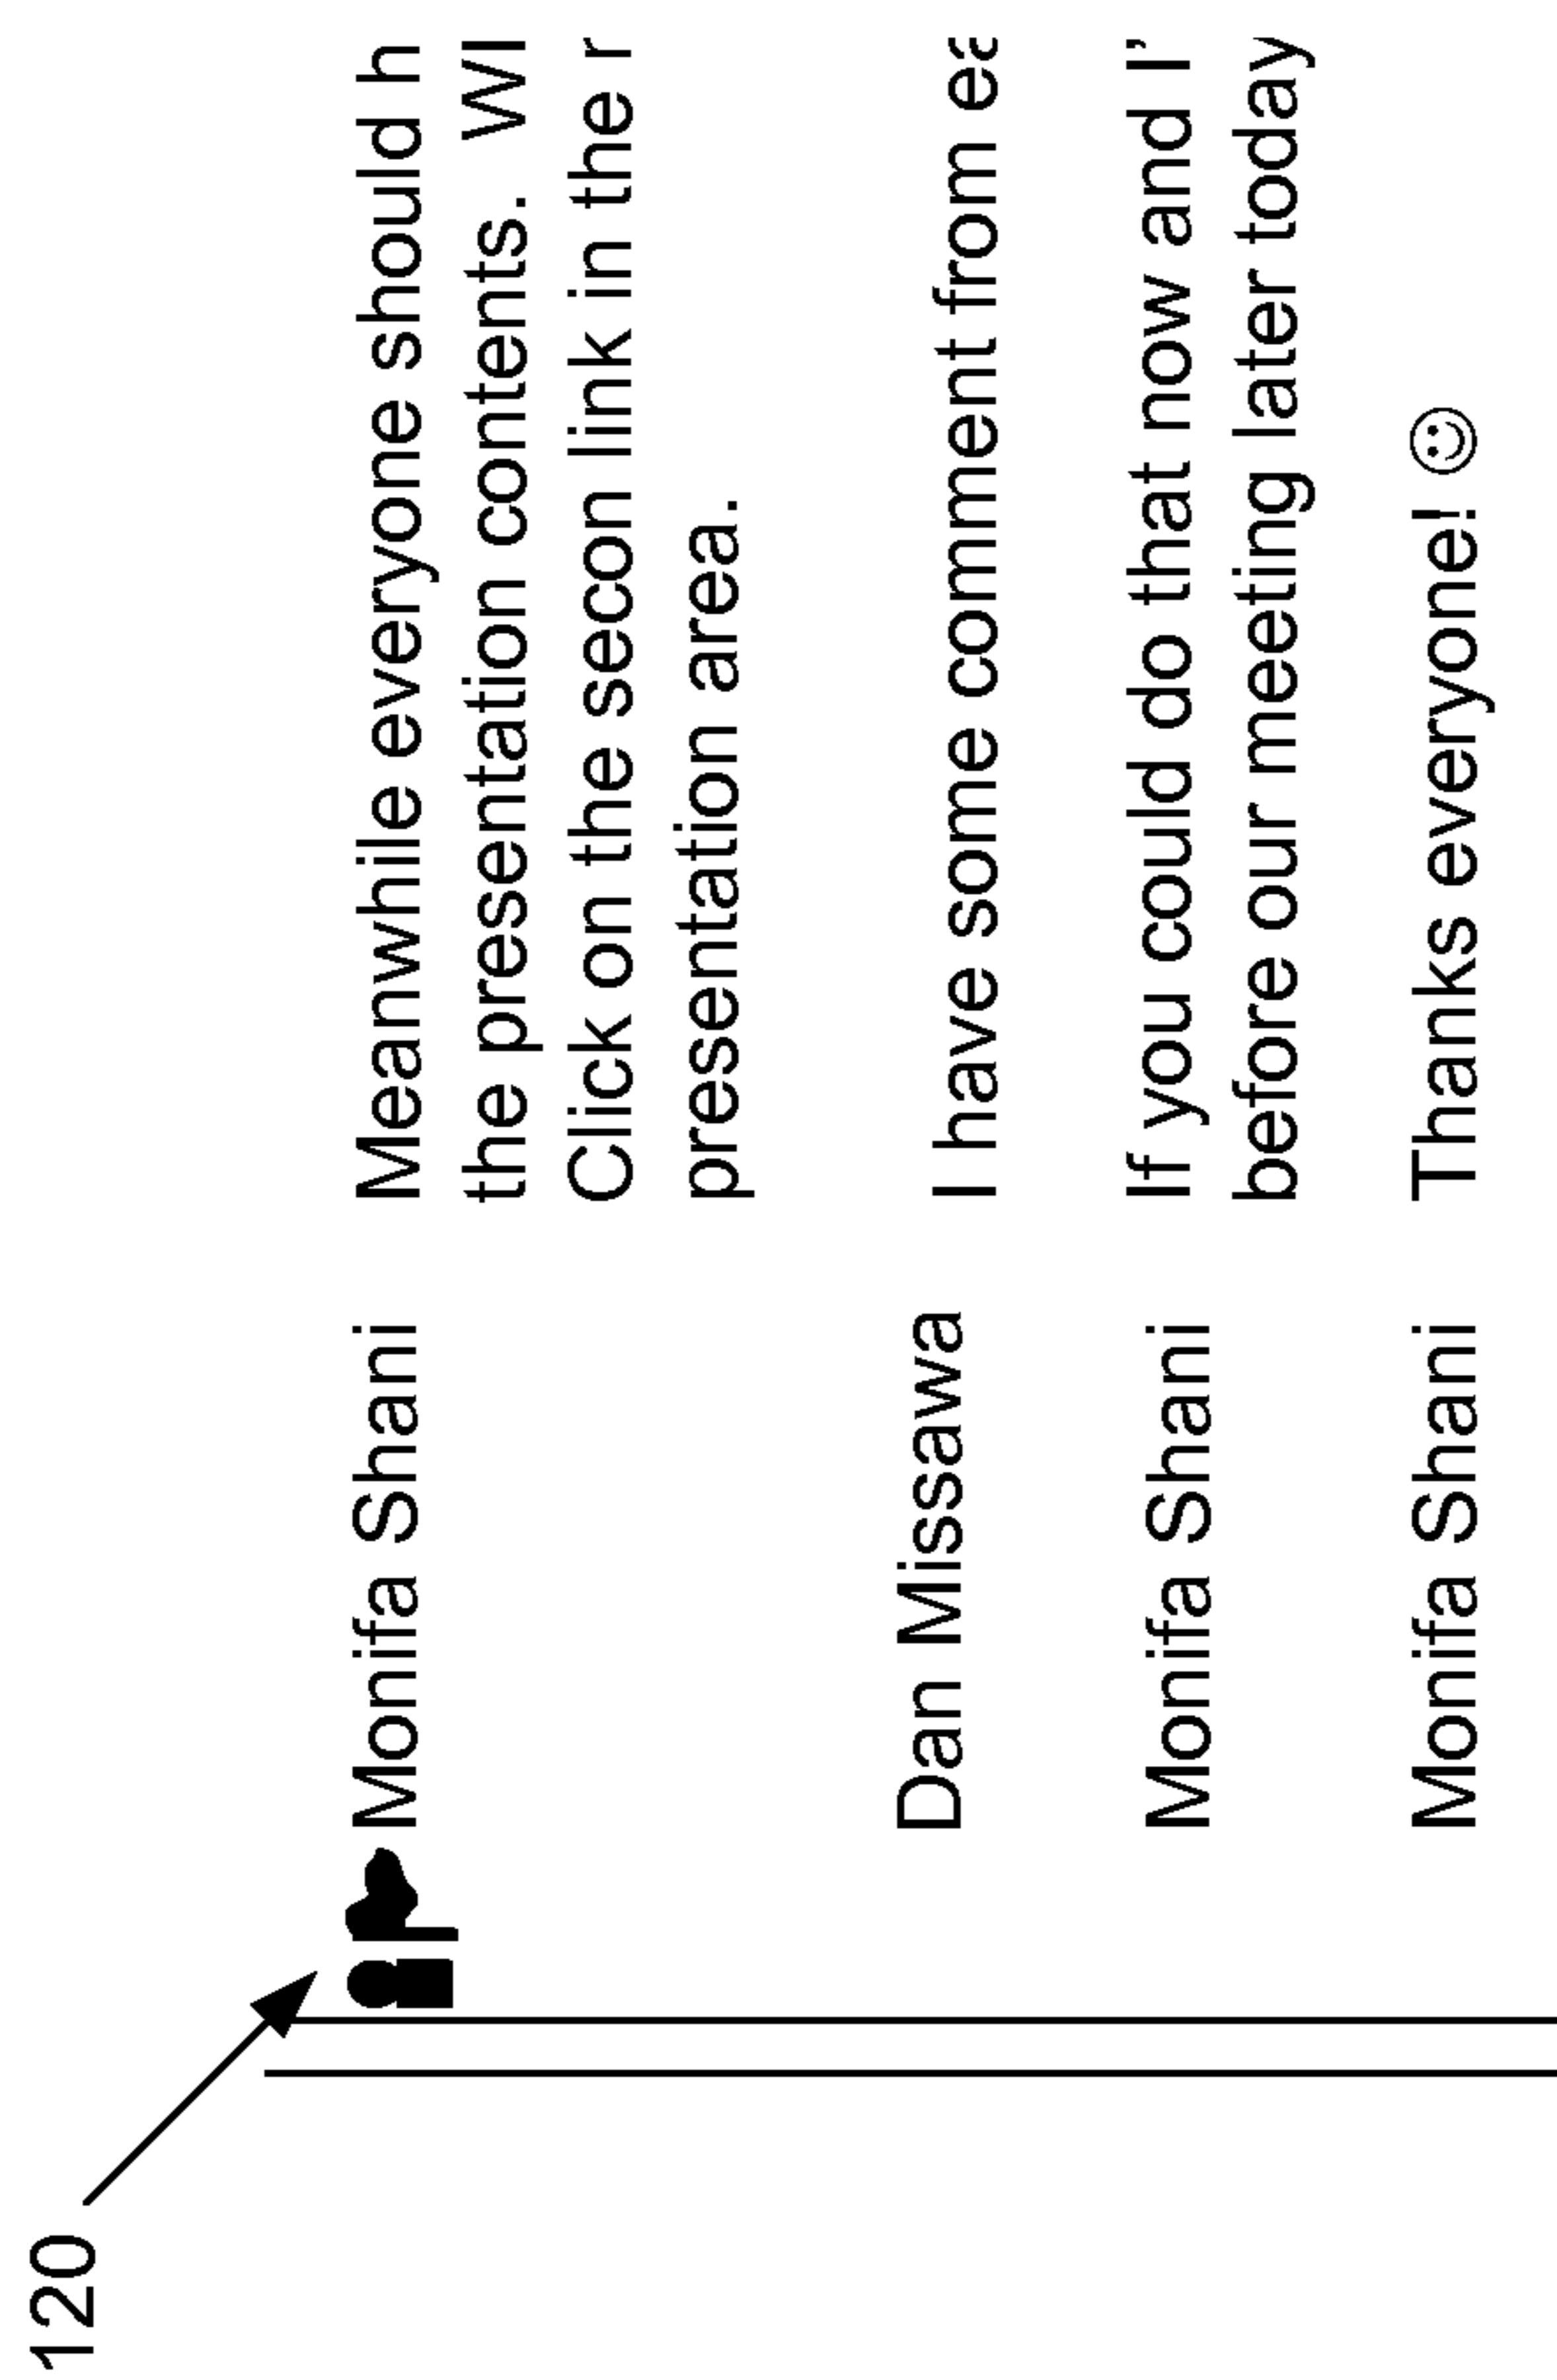 120
Monifa Shani
Meanwhile everyone should h
the presentation contents. WI
Click on the secon link in the r
presentation area.
Dan Missawa
I have some comment from ea
Monifa Shani
If you could do that now and I'
before our meeting later today
Monifa Shani
Thanks everyone! ☺